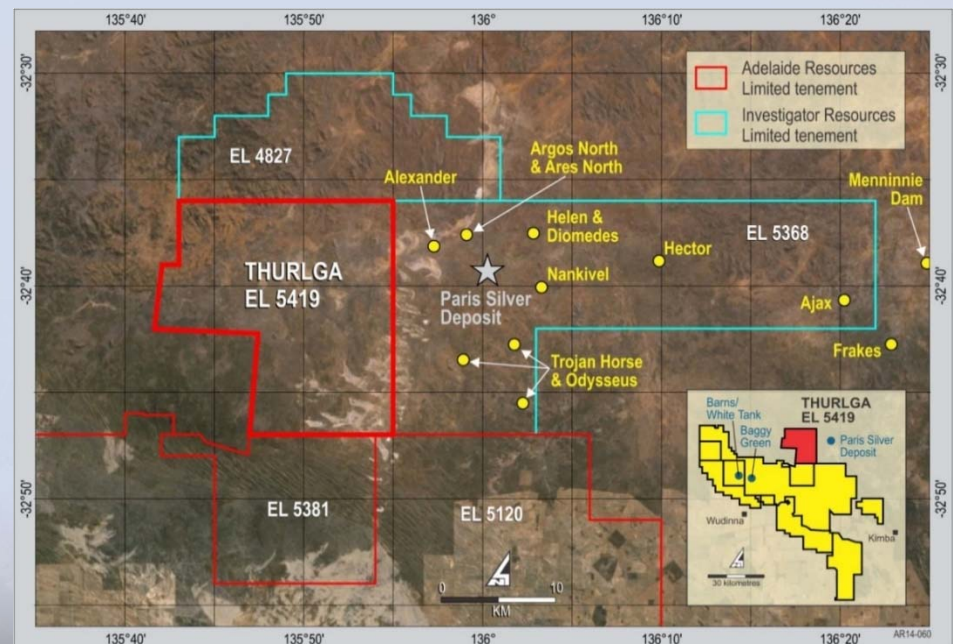 135°40'
135°50'
136°
136°10'
136°20'
-32°30'
-32°30'
Adelaide Resources
Limited tenement
Investigator Resources
Limited tenement
EL 4827
Argos North
& Ares North
Alexander
Menninnie
Dam
Helen &
Diomedes
EL 5368
Hector
THURLGA
EL 5419
-32°40'
Nankivel
-32°40'
Paris Silver
Deposit
Ajax
Frakes
Trojan Horse
& Odysseus
Barns/
White Tank
THURLGA
EL 5419
Baggy
Green
Paris Silver
Deposit
-32°50'
-32°50'
EL 5381
EL 5120
Wudinna
Kimba
30 kilometres
0
10
KM
135°40'
135°50'
136°
136°10'
136°20'
AR14-060